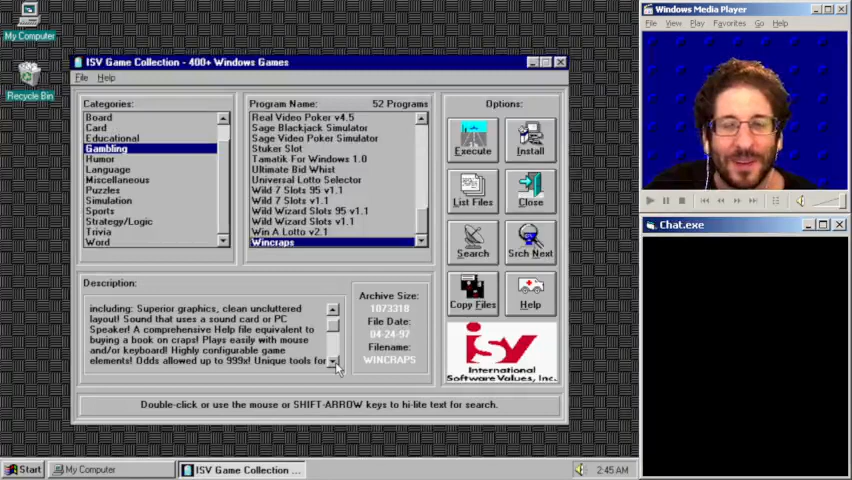 My Computer
Recycle Bin
ISV Game Collection - 400+ Windows Games
File Help
Categories:
Board
Card
Educational
Gambling
Humor
Language
Miscellaneous
Puzzles
Simulation
Sports
Strategy/Logic
Trivia
Word
Program Name: 52 Programs
Real Video Poker v4.5
Sage Blackjack Simulator
Sage Video Poker Simulator
Stuker Slot
Tamatik For Windows 1.0
Ultimate Bid Whist
Universal Lotto Selector
Wild 7 Slots 95 v1.1
Wild 7 Slots v1.1
Wild Wizard Slots 95 v1.1
Wild Wizard Slots v1.1
Win A Lotto v2.1
Wincraps
Options:
Execute Install
List Files Close
Search Srch Next
Copy Files Help
Description:
including: Superior graphics, clean uncluttered
layout! Sound that uses a sound card or PC
Speaker! A comprehensive Help file equivalent to
buying a book on craps! Plays easily with mouse
and/or keyboard! Highly configurable game
elements! Odds allowed up to 999x! Unique tools for
Archive Size:
1073318
File Date:
04-24-97
Filename:
WINCRAPS
isv
International
Software Values, Inc.
Double-click or use the mouse or SHIFT-ARROW keys to hi-lite text for search.
Start My Computer ISV Game Collection ... 2:45 AM
Windows Media Player
File View Play Favorites Go Help
Chat.exe